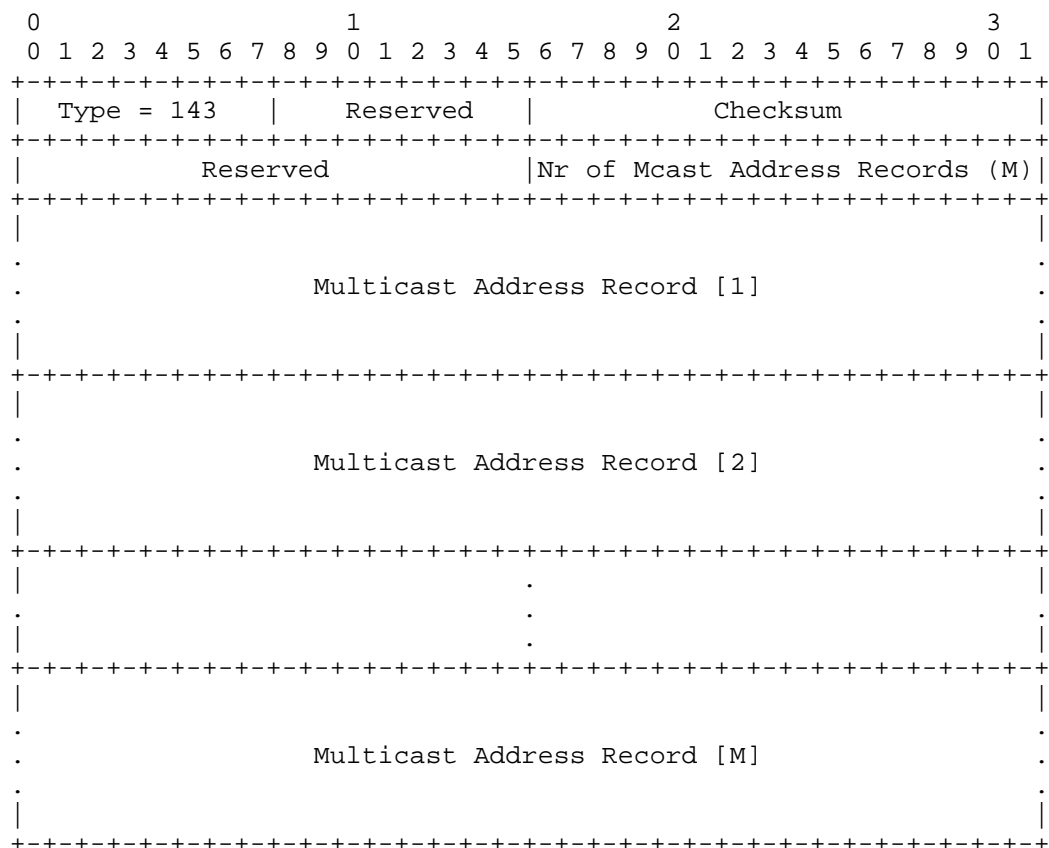 0                   1                   2                   3
 0 1 2 3 4 5 6 7 8 9 0 1 2 3 4 5 6 7 8 9 0 1 2 3 4 5 6 7 8 9 0 1
+-+-+-+-+-+-+-+-+-+-+-+-+-+-+-+-+-+-+-+-+-+-+-+-+-+-+-+-+-+-+-+-+
|  Type = 143   |    Reserved   |           Checksum            |
+-+-+-+-+-+-+-+-+-+-+-+-+-+-+-+-+-+-+-+-+-+-+-+-+-+-+-+-+-+-+-+-+
|           Reserved            |Nr of Mcast Address Records (M)|
+-+-+-+-+-+-+-+-+-+-+-+-+-+-+-+-+-+-+-+-+-+-+-+-+-+-+-+-+-+-+-+-+
|                                                               |
.                                                               .
.                  Multicast Address Record [1]                 .
.                                                               .
|                                                               |
+-+-+-+-+-+-+-+-+-+-+-+-+-+-+-+-+-+-+-+-+-+-+-+-+-+-+-+-+-+-+-+-+
|                                                               |
.                                                               .
.                  Multicast Address Record [2]                 .
.                                                               .
|                                                               |
+-+-+-+-+-+-+-+-+-+-+-+-+-+-+-+-+-+-+-+-+-+-+-+-+-+-+-+-+-+-+-+-+
|                               .                               |
.                               .                               .
|                               .                               |
+-+-+-+-+-+-+-+-+-+-+-+-+-+-+-+-+-+-+-+-+-+-+-+-+-+-+-+-+-+-+-+-+
|                                                               |
.                                                               .
.                  Multicast Address Record [M]                 .
.                                                               .
|                                                               |
+-+-+-+-+-+-+-+-+-+-+-+-+-+-+-+-+-+-+-+-+-+-+-+-+-+-+-+-+-+-+-+-+